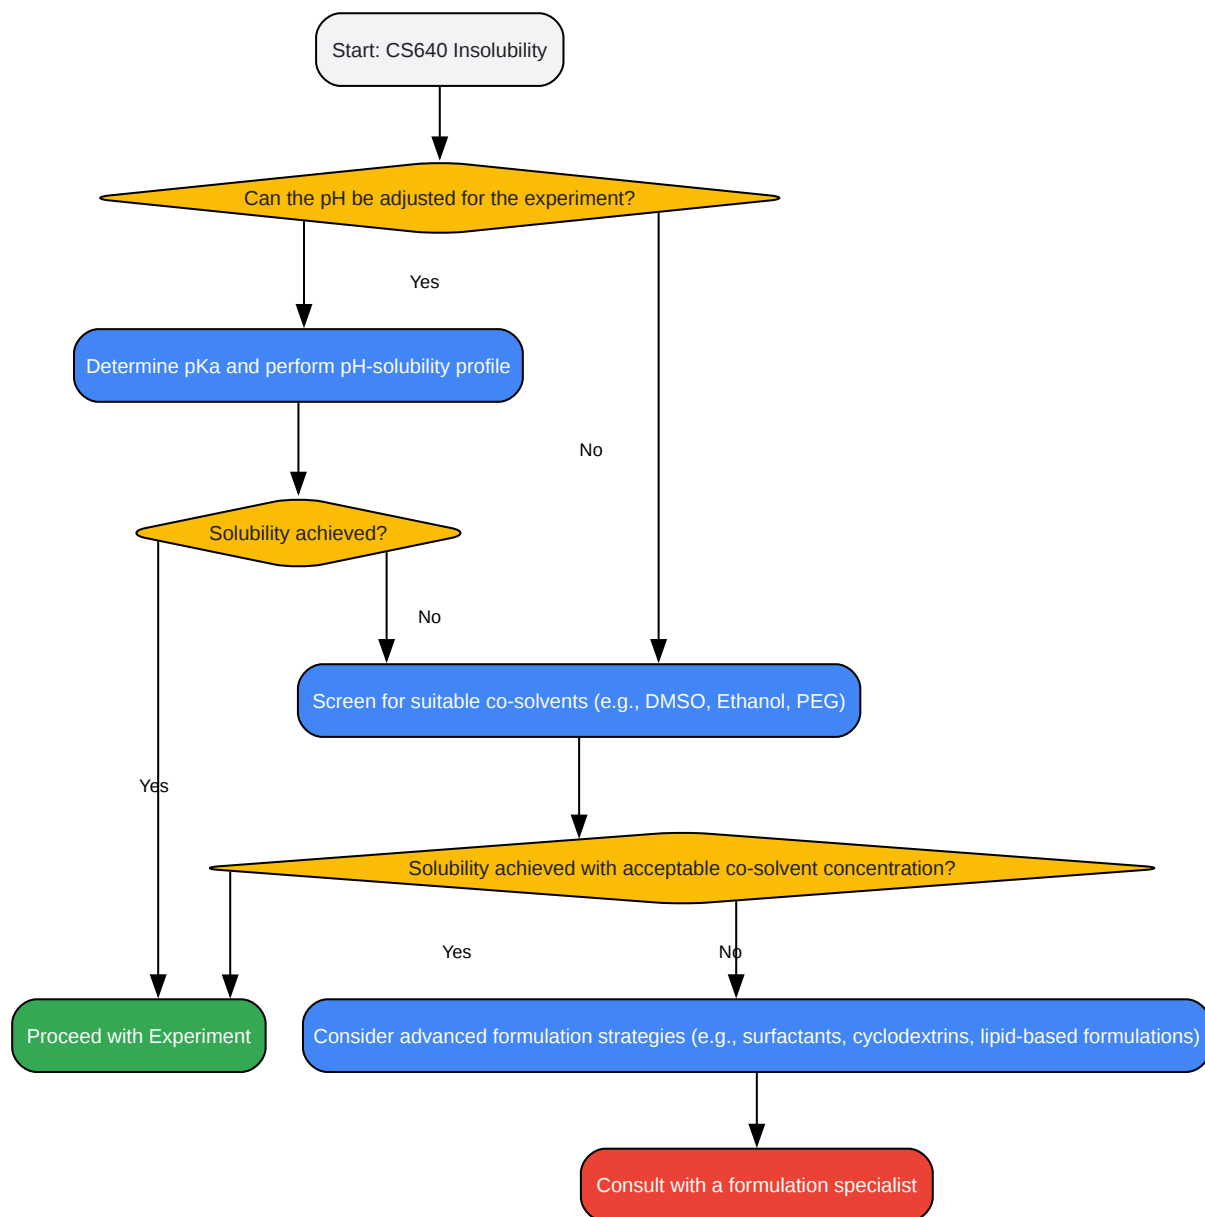 Start: CS640 Insolubility
Can the pH be adjusted for the experiment?
Yes
Determine pKa and perform pH-solubility profile
No
Solubility achieved?
No
Screen for suitable co-solvents (e.g., DMSO, Ethanol, PEG)
Yes
Solubility achieved with acceptable co-solvent concentration?
Yes
No
Proceed with Experiment
Consider advanced formulation strategies (e.g., surfactants, cyclodextrins, lipid-based formulations)
Consult with a formulation specialist